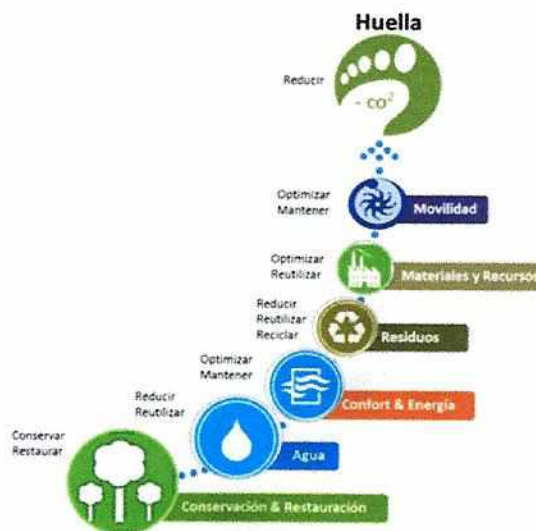 Huella
Reducir
- CO²
Optimizar
Mantener
Movilidad
Optimizar
Reutilizar
Materiales y Recursos
Reducir
Reutilizar
Reciclar
Residuos
Optimizar
Mantener
Confort & Energía
Reducir
Reutilizar
Agua
Conservar
Restaurar
Conservación & Restauración